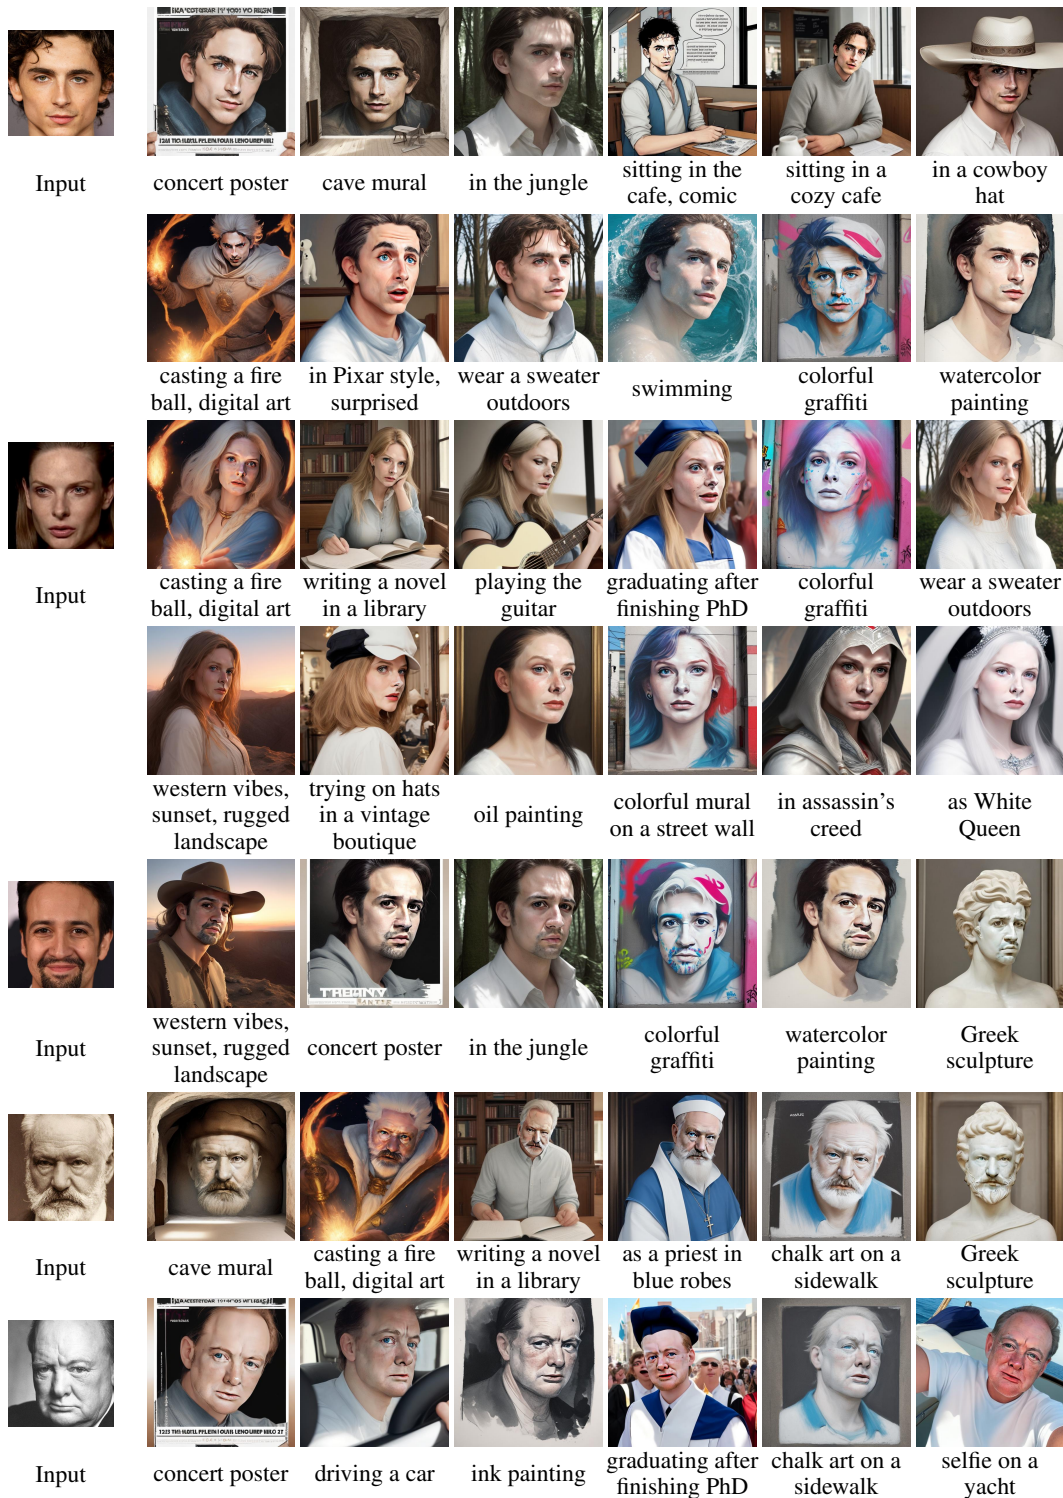 Input
concert poster
cave mural
in the jungle
sitting in the
cafe, comic
sitting in a
cozy cafe
in a cowboy
hat
casting a fire
ball, digital art
in Pixar style,
surprised
wear a sweater
outdoors
swimming
colorful
graffiti
watercolor
painting
Input
casting a fire
ball, digital art
writing a novel
in a library
playing the
guitar
graduating after
finishing PhD
colorful
graffiti
wear a sweater
outdoors
western vibes,
sunset, rugged
landscape
trying on hats
in a vintage
boutique
oil painting
colorful mural
on a street wall
in assassin's
creed
as White
Queen
Input
western vibes,
sunset, rugged
landscape
concert poster
in the jungle
colorful
graffiti
watercolor
painting
Greek
sculpture
Input
cave mural
casting a fire
ball, digital art
writing a novel
in a library
as a priest in
blue robes
chalk art on a
sidewalk
Greek
sculpture
Input
concert poster
driving a car
ink painting
graduating after
finishing PhD
chalk art on a
sidewalk
selfie on a
yacht